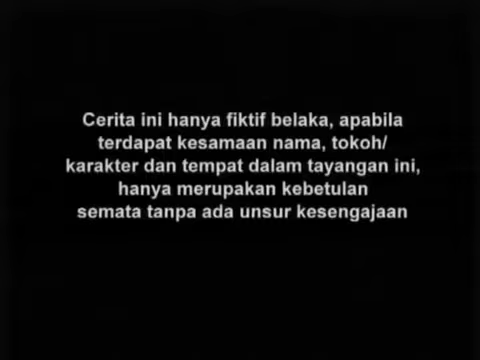 Cerita ini hanya fiktif belaka, apabila
terdapat kesamaan nama, tokoh/
karakter dan tempat dalam tayangan ini,
hanya merupakan kebetulan
semata tanpa ada unsur kesengajaan